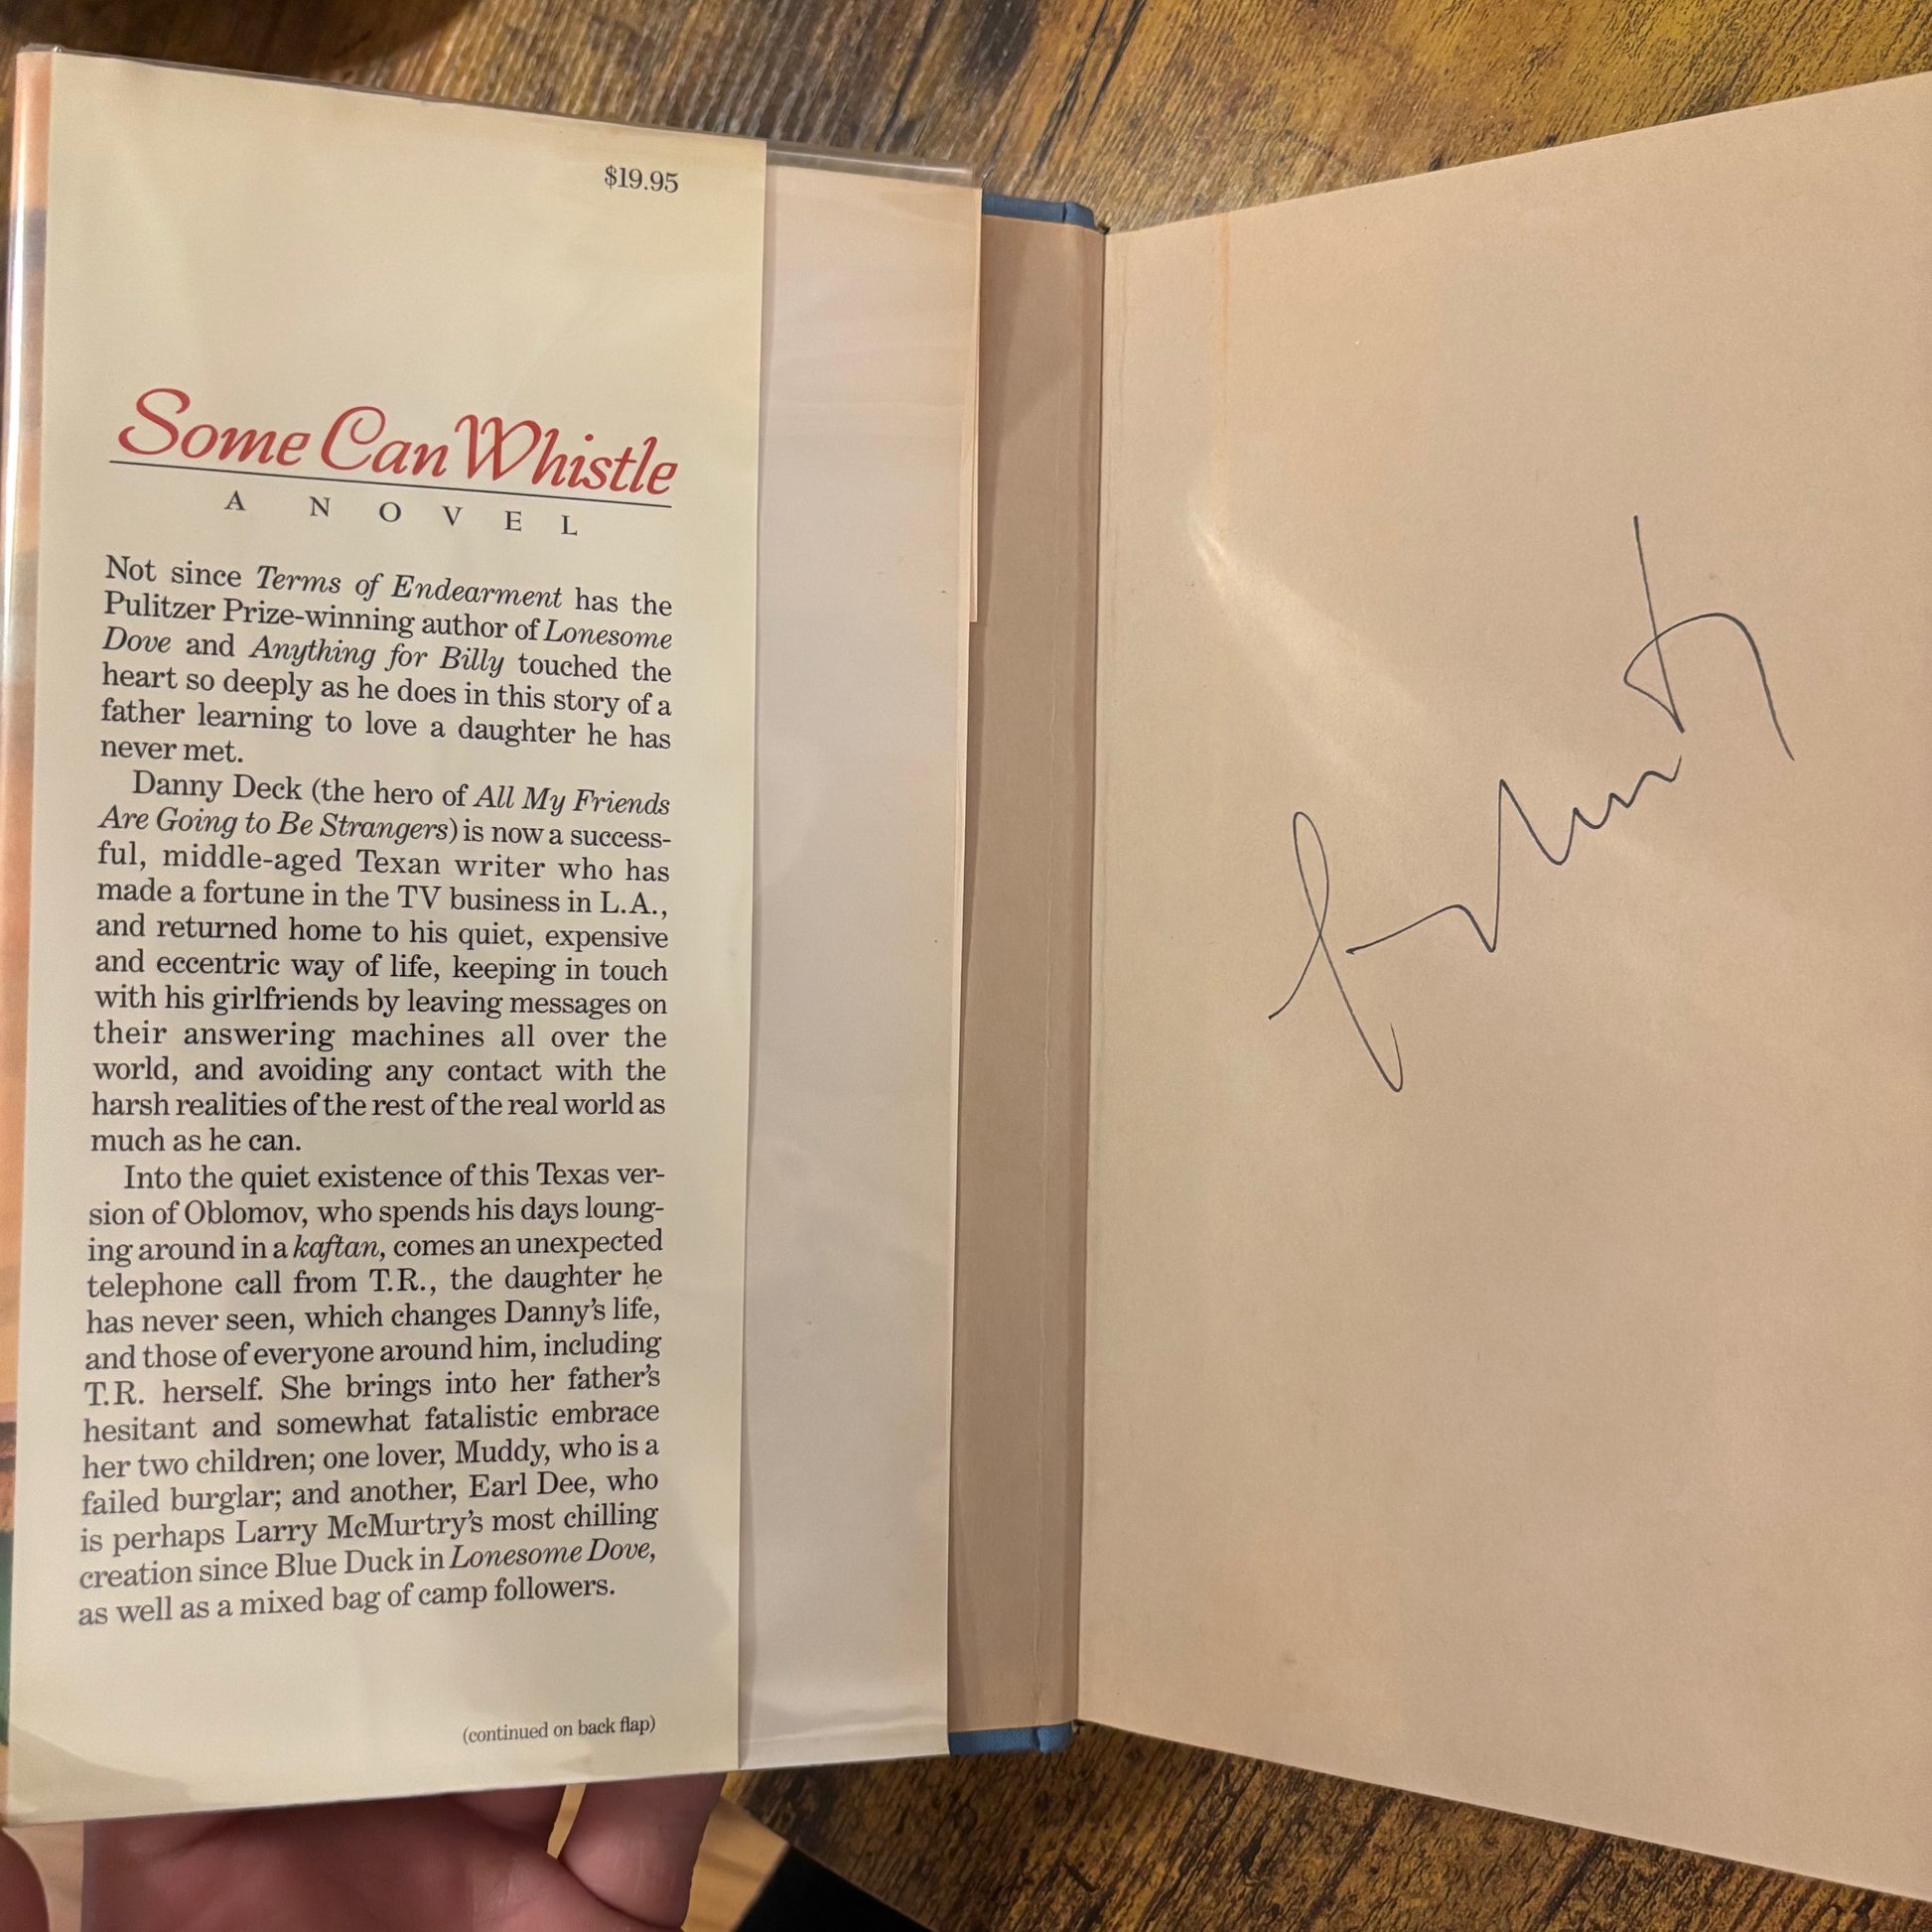 $19.95
Some Can Whistle
A NOVEL
Not since Terms of Endearment has the
Pulitzer Prize-winning author of Lonesome
Dove and Anything for Billy touched the
heart so deeply as he does in this story of a
father learning to love a daughter he has
never met.
Danny Deck (the hero of All My Friends
Are Going to Be Strangers) is now a success-
ful, middle-aged Texan writer who has
made a fortune in the TV business in L.A.,
and returned home to his quiet, expensive
and eccentric way of life, keeping in touch
with his girlfriends by leaving messages on
their answering machines all over the
world, and avoiding any contact with the
harsh realities of the rest of the real world as
much as he can.
Into the quiet existence of this Texas ver-
sion of Oblomov, who spends his days loung-
ing around in a kaftan, comes an unexpected
telephone call from T.R., the daughter he
has never seen, which changes Danny's life,
and those of everyone around him, including
T.R. herself. She brings into her father's
hesitant and somewhat fatalistic embrace
her two children; one lover, Muddy, who is a
failed burglar; and another, Earl Dee, who
is perhaps Larry McMurtry's most chilling
creation since Blue Duck in Lonesome Dove,
as well as a mixed bag of camp followers.
(continued on back flap)